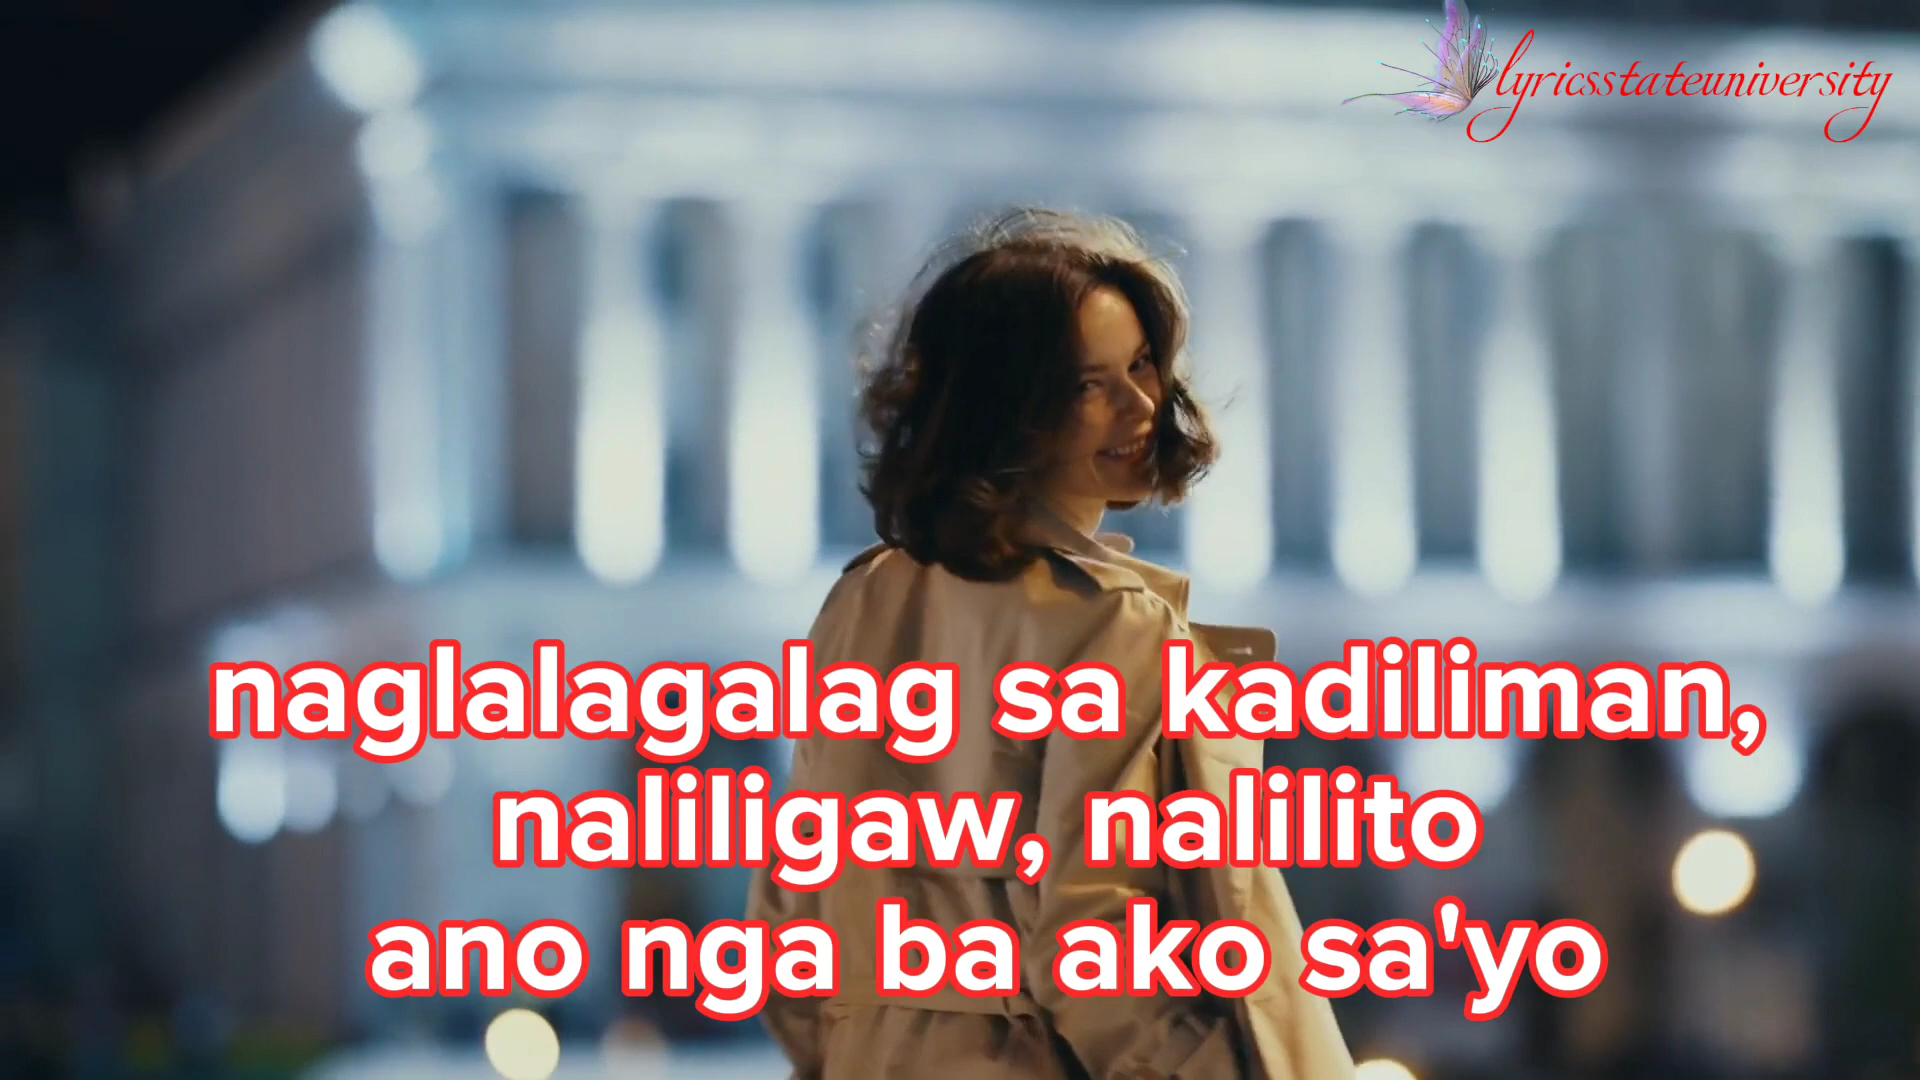 lyricsstateuniversity
naglalagalag sa kadiliman,
naliligaw, nalilito
ano nga ba ako sa'yo